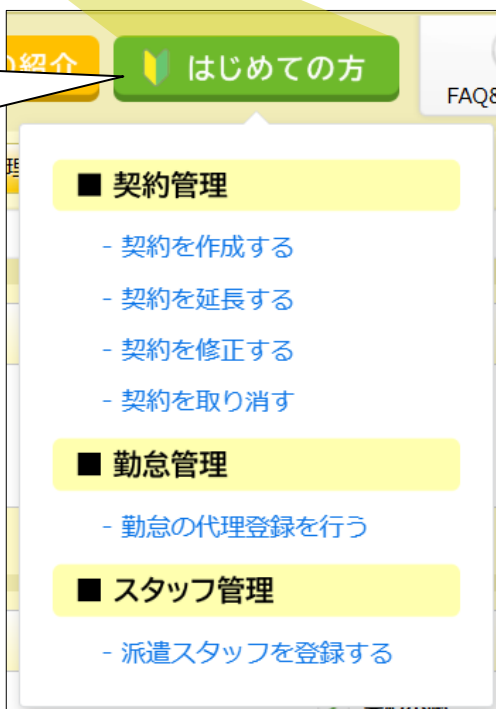 紹介
はじめての方
FAQ&
■ 契約管理
- 契約を作成する
- 契約を延長する
- 契約を修正する
- 契約を取り消す
■ 勤怠管理
- 勤怠の代理登録を行う
■ スタッフ管理
- 派遣スタッフを登録する